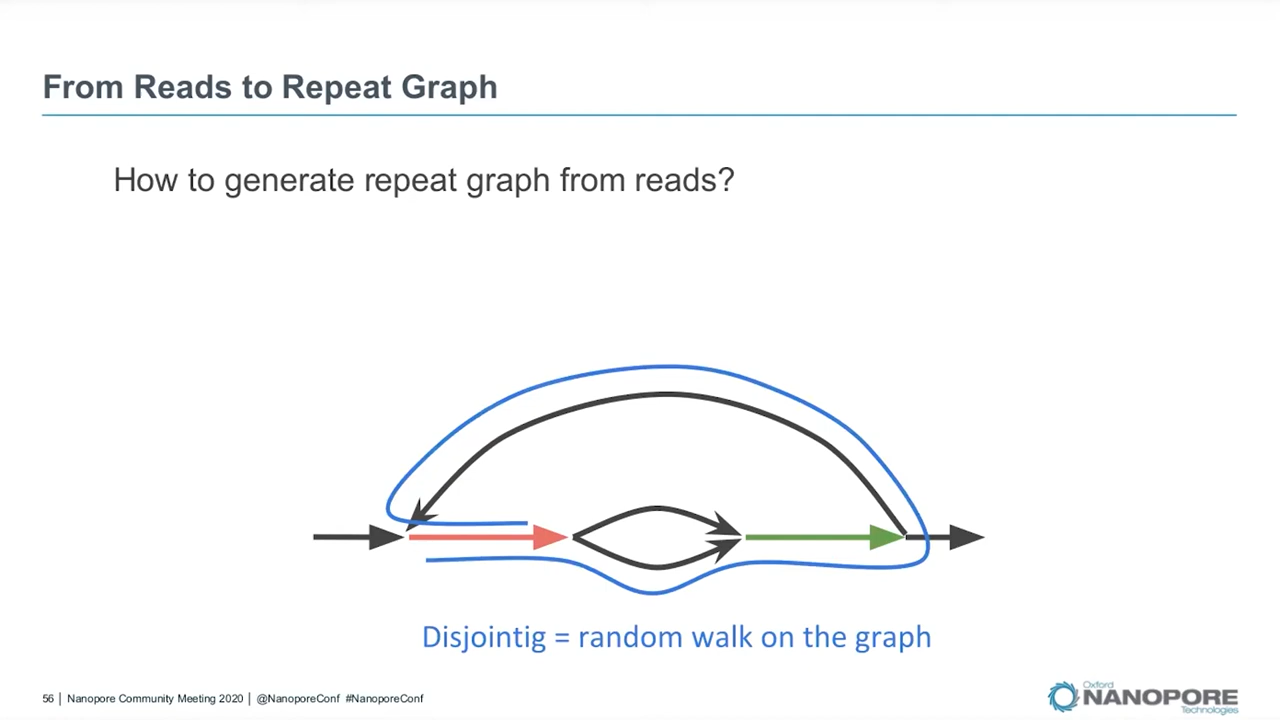 From Reads to Repeat Graph
How to generate repeat graph from reads?
Disjointig = random walk on the graph
56 | Nanopore Community Meeting 2020 | @NanoporeConf #NanoporeConf
Oxford
NANOPORE
Technologies